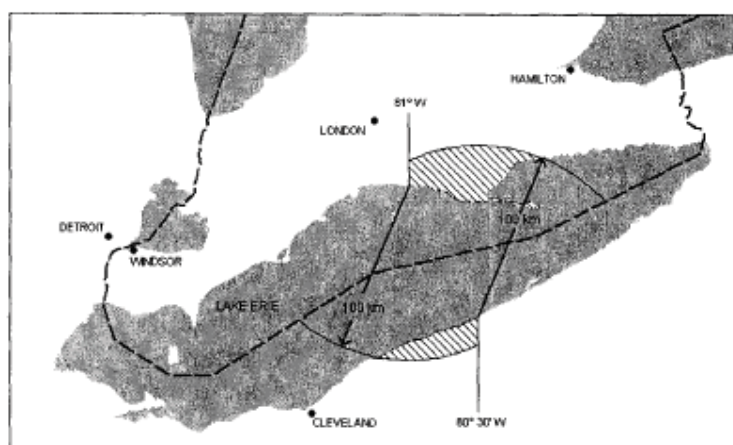 HAMILTON
81° W
LONDON
100 km
DETROIT
WINDSOR
LAKE ERIE
100 km
CLEVELAND
80° 30' W